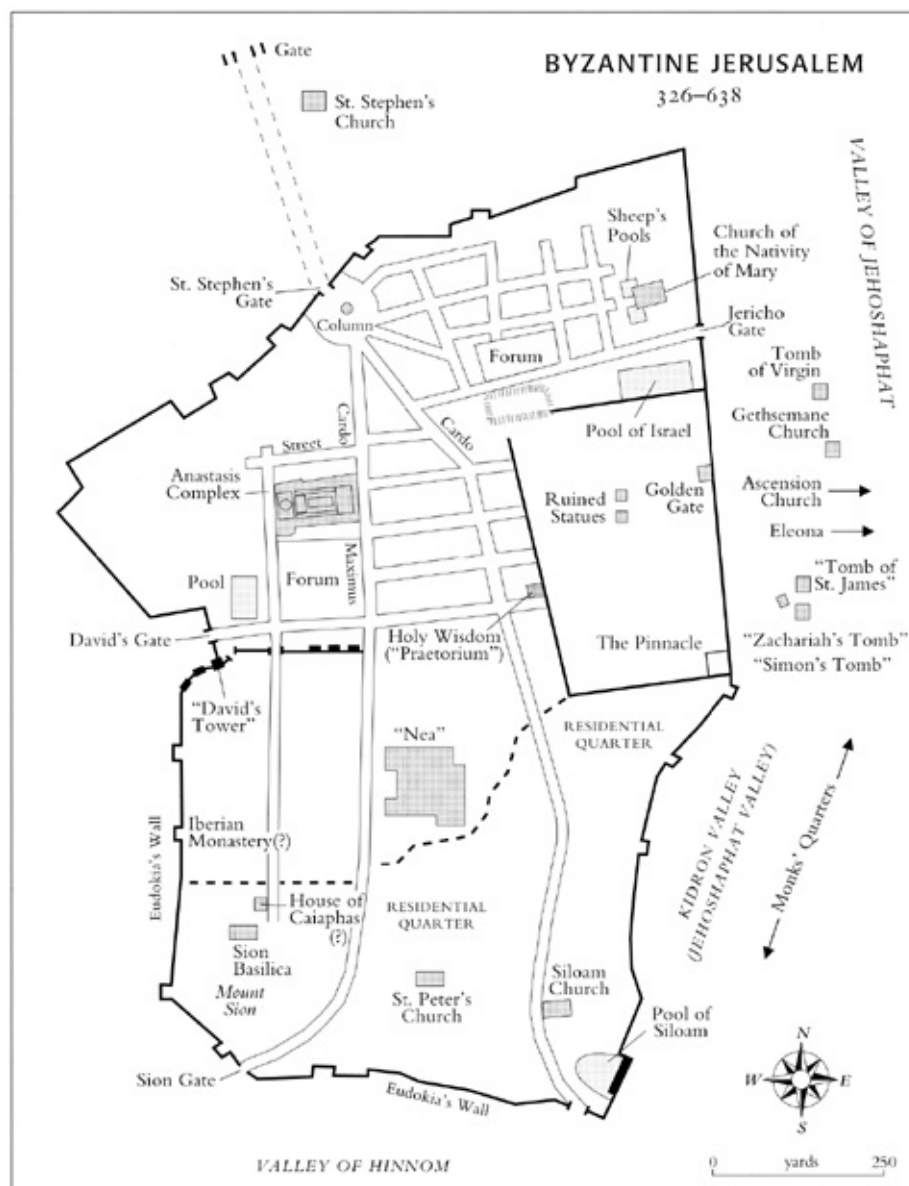 BYZANTINE JERUSALEM
326–638
Gate
St. Stephen's
Church
VALLEY OF JEHOSHAPHAT
Sheep's
Pools
Church of
the Nativity
of Mary
St. Stephen's
Gate
Column
Jericho
Gate
Forum
Tomb
of Virgin
Cardo
Cardo
Pool of Israel
Gethsemane
Church
Street
Anastasis
Complex
Golden
Gate
Ruined
Statues
Ascension
Church
Eleona
Maximus
Forum
Pool
"Tomb of
St. James"
David's Gate
Holy Wisdom
("Praetorium")
The Pinnacle
"Zachariah's Tomb"
"Simon's Tomb"
"David's
Tower"
"Nea"
RESIDENTIAL
QUARTER
Eudokia's Wall
Iberian
Monastery(?)
KIDRON VALLEY
(JEHOSHAPHAT VALLEY)
Monks' Quarters
House of
Caiaphas
(?)
RESIDENTIAL
QUARTER
Sion
Basilica
Mount
Sion
St. Peter's
Church
Siloam
Church
Pool of
Siloam
Sion Gate
Eudokia's Wall
N
W
E
S
VALLEY OF HINNOM
0 yards 250